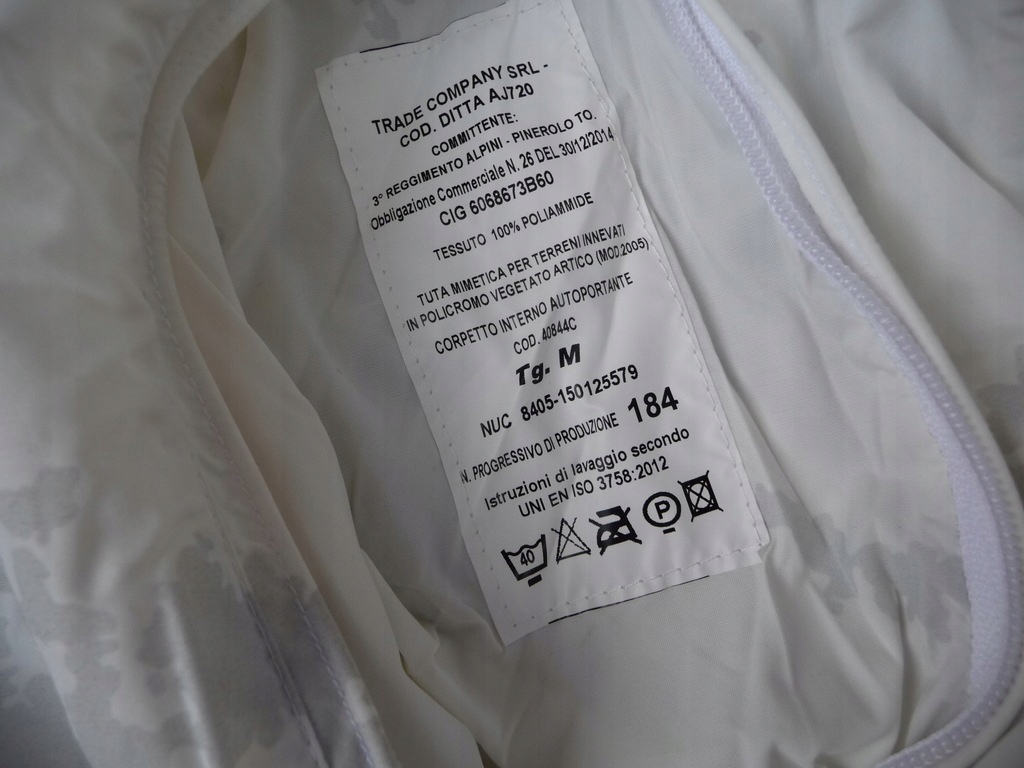 TRADE COMPANY SRL -
COD. DITTA AJ720
COMMITTENTE:
3° REGGIMENTO ALPINI - PINEROLO TO.
Obbligazione Commerciale N. 26 DEL 30/12/2014
CIG 6068673B60
TESSUTO 100% POLIAMMIDE
TUTA MIMETICA PER TERRENI INNEVATI
IN POLICROMO VEGETATO ARTICO (MOD.2005)
CORPETTO INTERNO AUTOPORTANTE
COD. 40844C
Tg. M
NUC 8405-150125579
N. PROGRESSIVO DI PRODUZIONE 184
Istruzioni di lavaggio secondo
UNI EN ISO 3758:2012
40 P